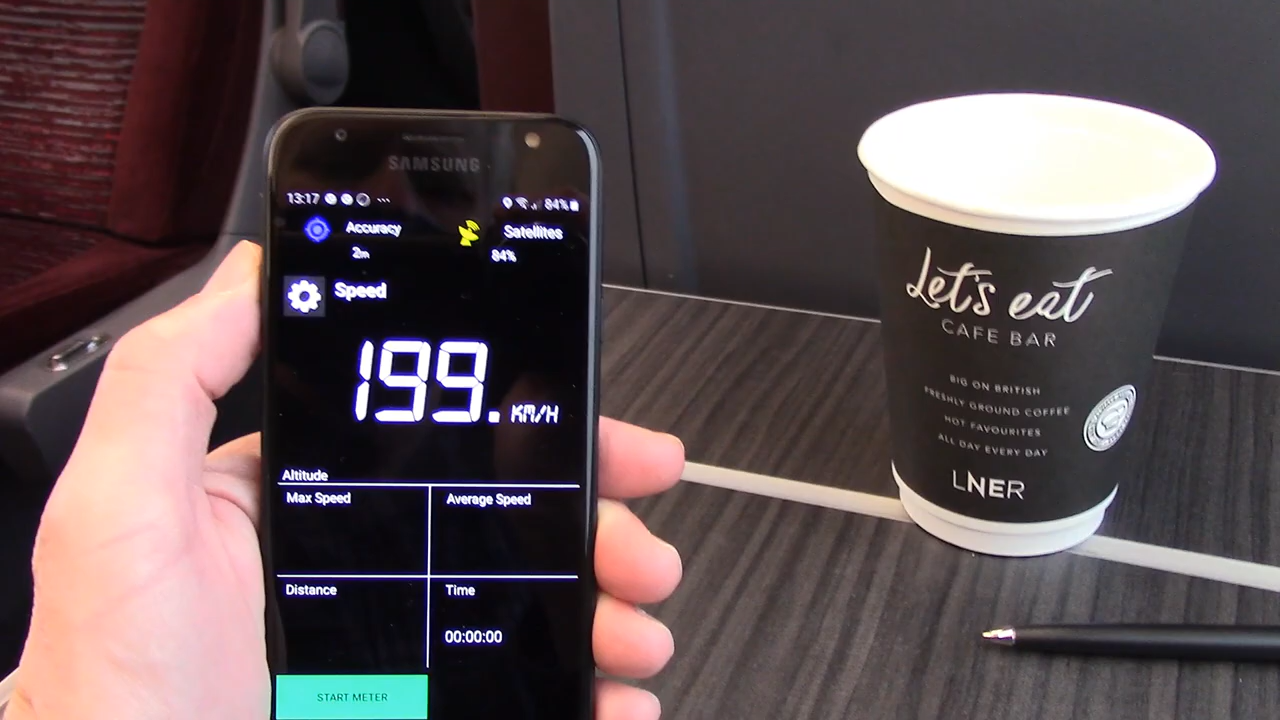 SAMSUNG
13:17
84%
Accuracy
2m
Satellites
84%
Speed
199. KM/H
Altitude
Max Speed
Average Speed
Distance
Time
00:00:00
START METER
Let's eat
CAFE BAR
BIG ON BRITISH
FRESHLY GROUND COFFEE
HOT FAVOURITES
ALL DAY EVERY DAY
LNER